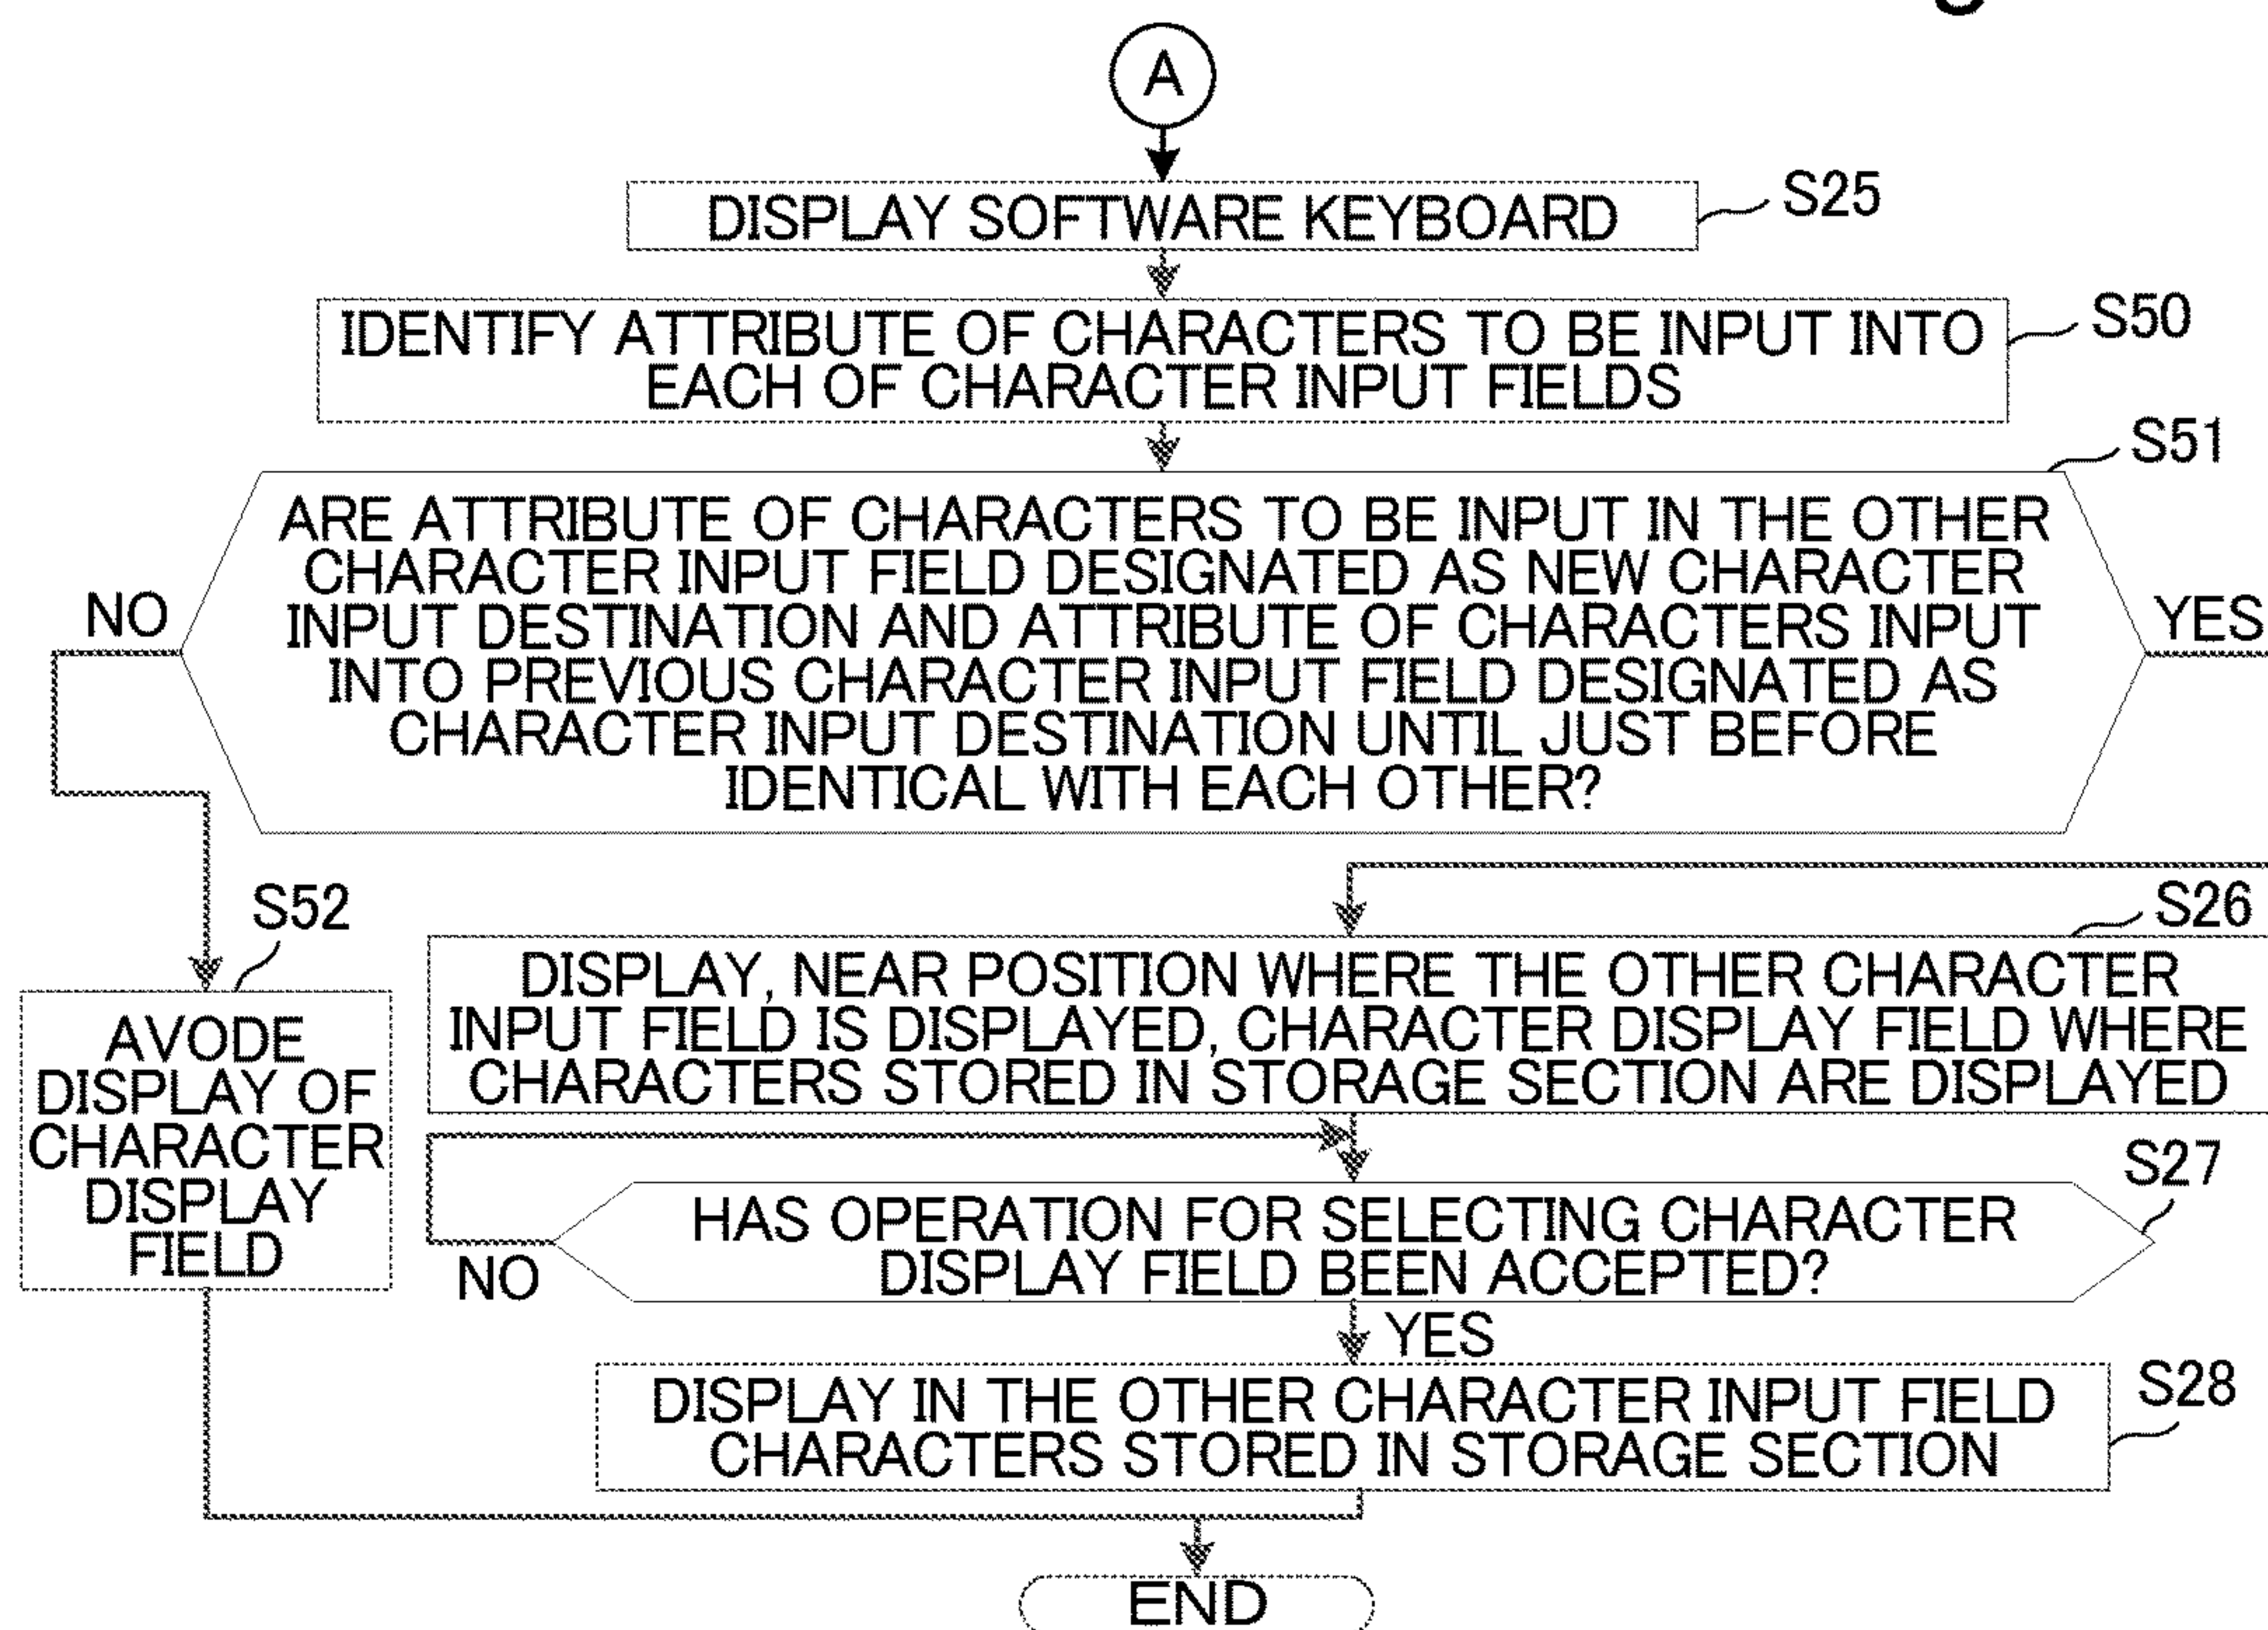 A
DISPLAY SOFTWARE KEYBOARD
S25
IDENTIFY ATTRIBUTE OF CHARACTERS TO BE INPUT INTO
EACH OF CHARACTER INPUT FIELDS
S50
S51
ARE ATTRIBUTE OF CHARACTERS TO BE INPUT IN THE OTHER
CHARACTER INPUT FIELD DESIGNATED AS NEW CHARACTER
INPUT DESTINATION AND ATTRIBUTE OF CHARACTERS INPUT
INTO PREVIOUS CHARACTER INPUT FIELD DESIGNATED AS
CHARACTER INPUT DESTINATION UNTIL JUST BEFORE
IDENTICAL WITH EACH OTHER?
NO
YES
S52
AVODE
DISPLAY OF
CHARACTER
DISPLAY
FIELD
S26
DISPLAY, NEAR POSITION WHERE THE OTHER CHARACTER
INPUT FIELD IS DISPLAYED, CHARACTER DISPLAY FIELD WHERE
CHARACTERS STORED IN STORAGE SECTION ARE DISPLAYED
S27
HAS OPERATION FOR SELECTING CHARACTER
DISPLAY FIELD BEEN ACCEPTED?
NO
YES
S28
DISPLAY IN THE OTHER CHARACTER INPUT FIELD
CHARACTERS STORED IN STORAGE SECTION
END